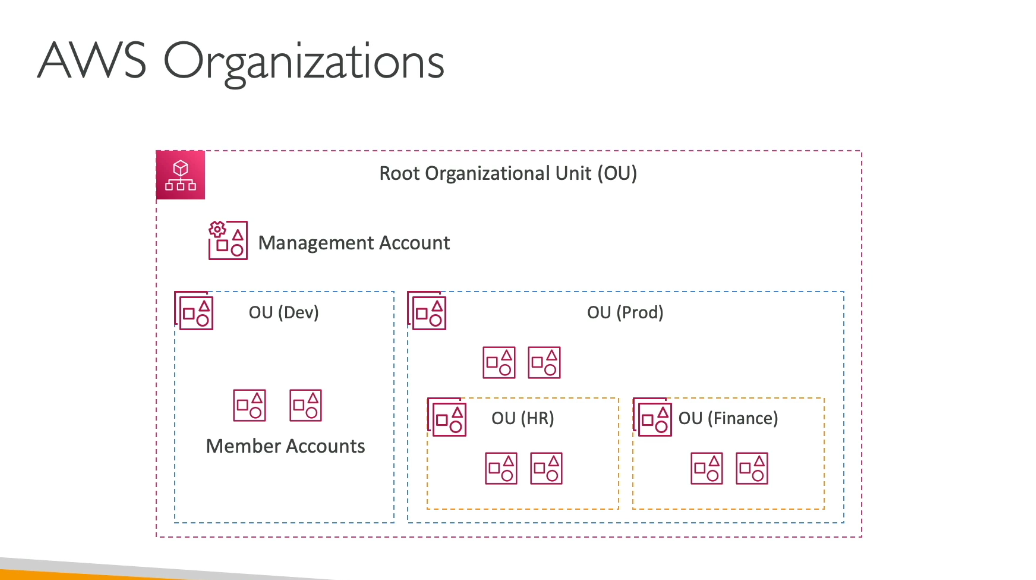 AWS Organizations
Root Organizational Unit (OU)
Management Account
OU (Dev)
OU (Prod)
Member Accounts
OU (HR)
OU (Finance)